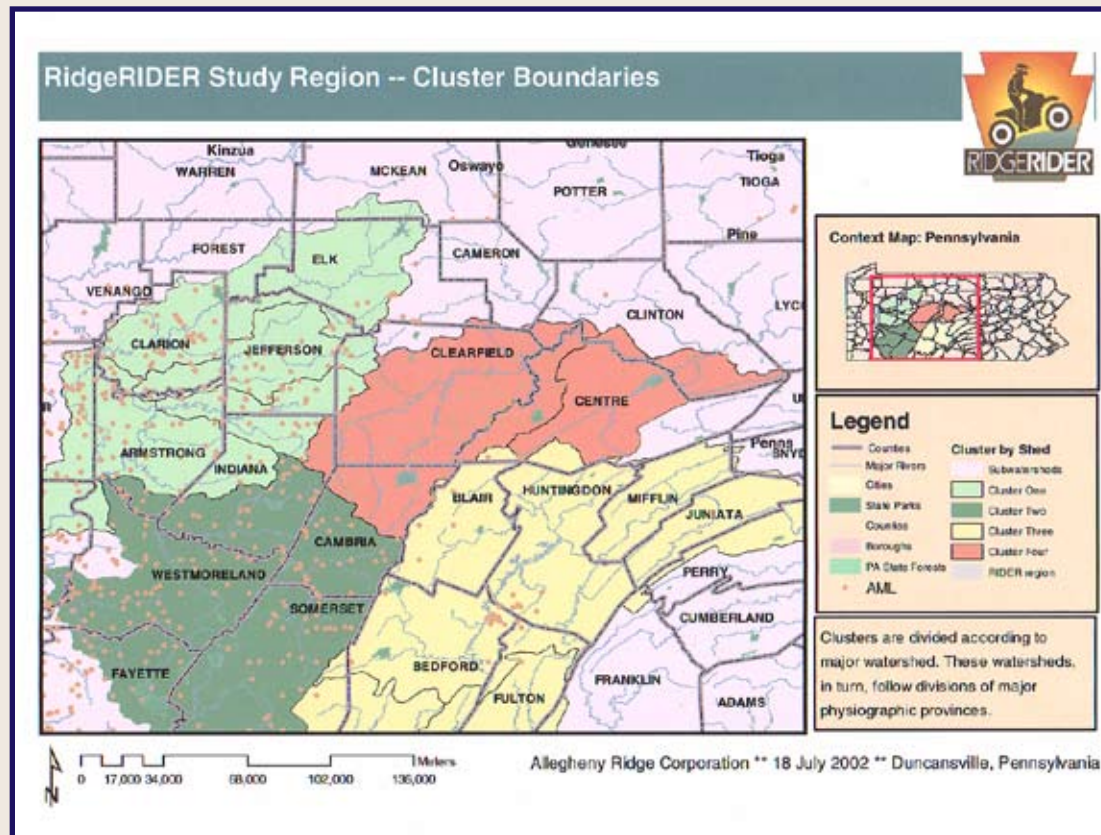 RidgeRIDER Study Region -- Cluster Boundaries
RIDGERIDER
Kinzua
WARREN
MCKEAN
Oswayo
Genesee
POTTER
Tioga
TIOGA
FOREST
ELK
CAMERON
Pine
VENANGO
CLINTON
LYC
CLARION
JEFFERSON
CLEARFIELD
CENTRE
ARMSTRONG
INDIANA
Penns
SNYD
BLAIR
HUNTINGDON
MIFFLIN
JUNIATA
CAMBRIA
WESTMORELAND
PERRY
SOMERSET
CUMBERLAND
FAYETTE
BEDFORD
FULTON
FRANKLIN
ADAMS
Context Map: Pennsylvania
Legend
Counties
Major Rivers
Cities
State Parks
Counties
Boroughs
PA State Forests
AML
Cluster by Shed
Subwatersheds
Cluster One
Cluster Two
Cluster Three
Cluster Four
RIDER region
Clusters are divided according to
major watershed. These watersheds,
in turn, follow divisions of major
physiographic provinces.
N
0 17,000 34,000 68,000 102,000 136,000
Meters
Allegheny Ridge Corporation ** 18 July 2002 ** Duncansville, Pennsylvania